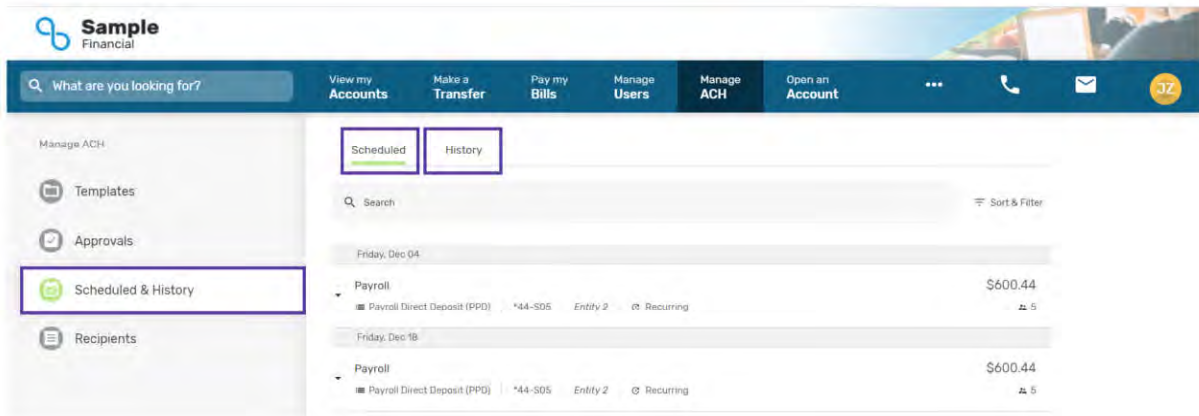 Sample
Financial
What are you looking for?
View my
Accounts
Make a
Transfer
Pay my
Bills
Manage
Users
Manage
ACH
Open an
Account
•••
JZ
Manage ACH
Templates
Approvals
Scheduled & History
Recipients
Scheduled History
Search Sort & Filter
Friday, Dec 04
Payroll $600.44
Payroll Direct Deposit (PPD) *44-S05 Entity 2 Recurring 5
Friday, Dec 18
Payroll $600.44
Payroll Direct Deposit (PPD) *44-S05 Entity 2 Recurring 5